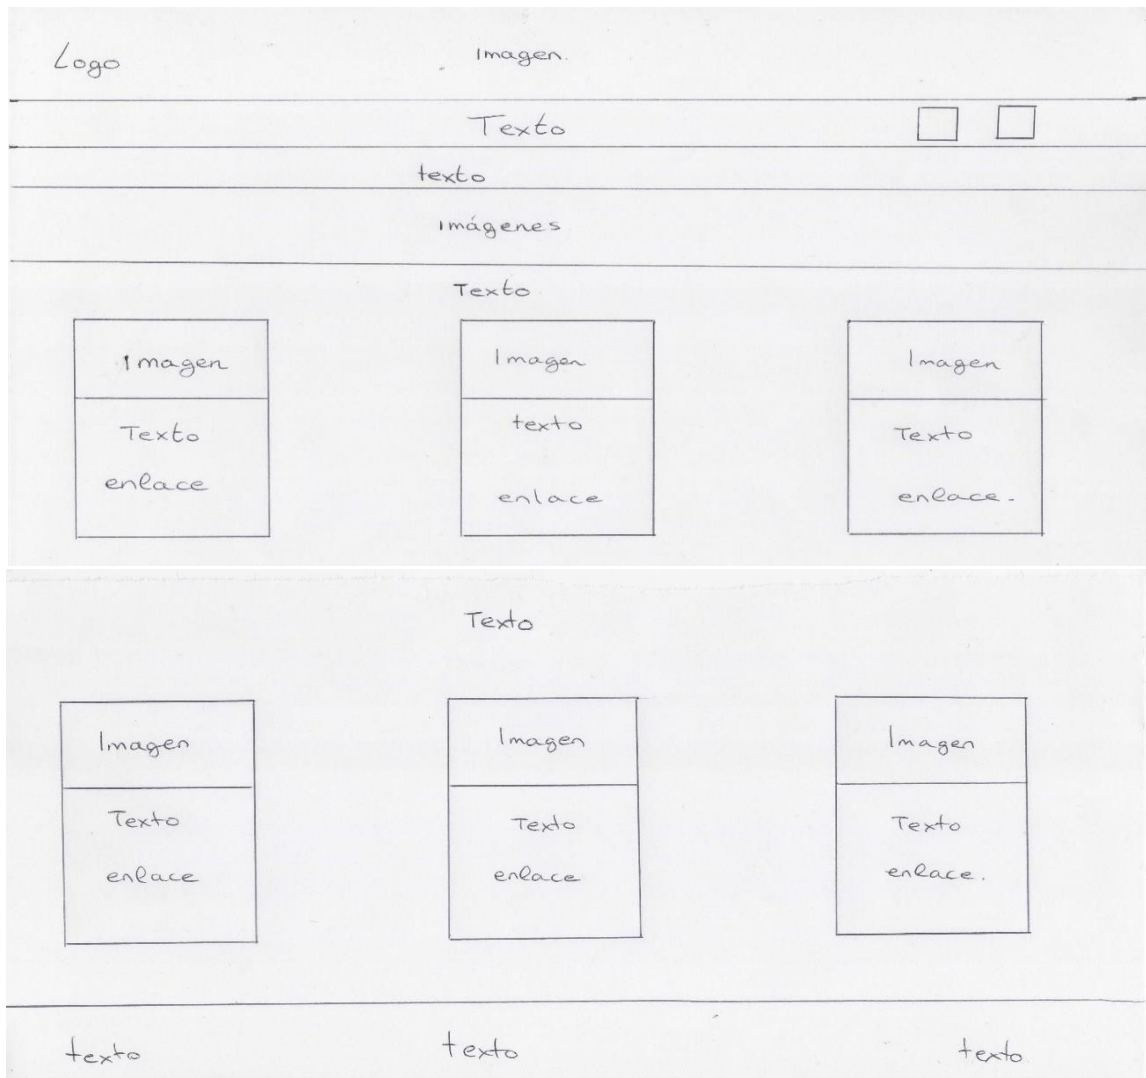 Logo Imagen.
Texto
texto
imágenes
Texto
Imagen Imagen Imagen
Texto texto Texto
enlace enlace enlace.
Texto
Imagen Imagen Imagen
Texto Texto Texto
enlace enlace enlace.
texto texto texto